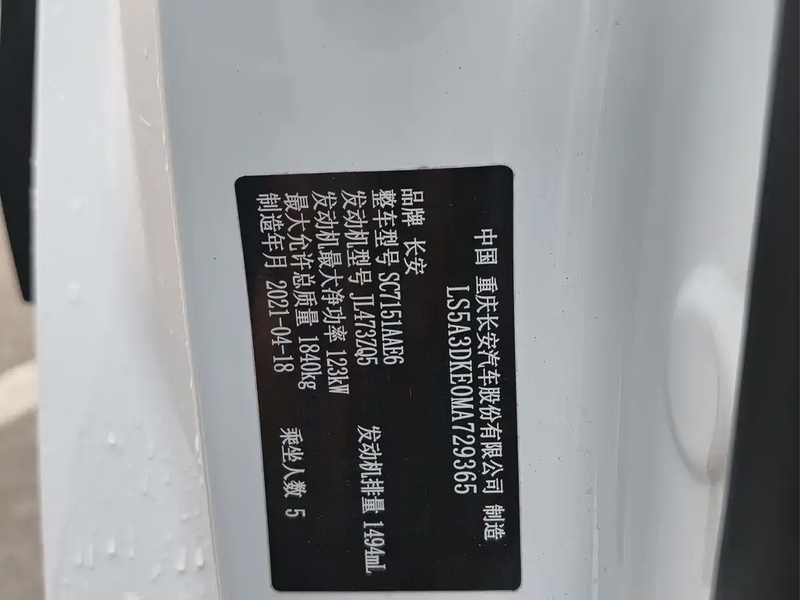 中国 重庆长安汽车股份有限公司 制造
LS5A3DKE0MA729365
品牌 长安
整车型号 SC7151AAE6
发动机型号 JL473ZQ5 发动机排量 1494mL
发动机最大净功率 123kW
最大允许总质量 1840kg 乘坐人数 5
制造年月 2021-04-18